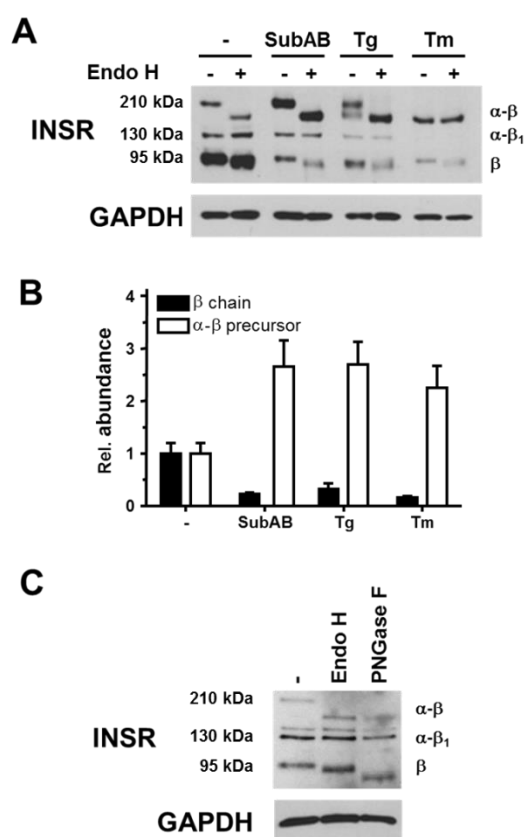 A
- SubAB Tg Tm
Endo H - + - + - + - +
210 kDa α-β
INSR 130 kDa α-β1
95 kDa β
GAPDH
B
4
β chain
α-β precursor
3
Rel. abundance
2
1
0
- SubAB Tg Tm
C
- Endo H PNGase F
210 kDa α-β
INSR 130 kDa α-β1
95 kDa β
GAPDH